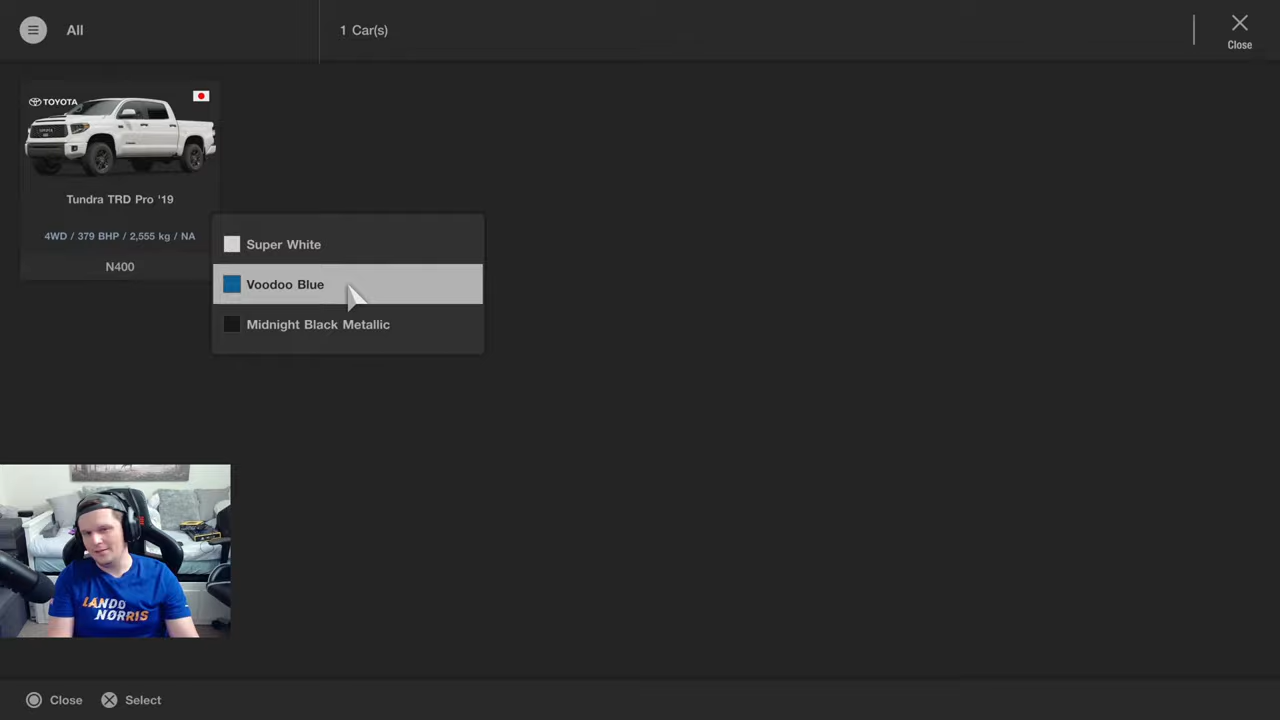 All
1 Car(s)
Close
TOYOTA
Tundra TRD Pro '19
4WD / 379 BHP / 2,555 kg / NA
N400
Super White
Voodoo Blue
Midnight Black Metallic
LANDO
NORRIS
Close
Select